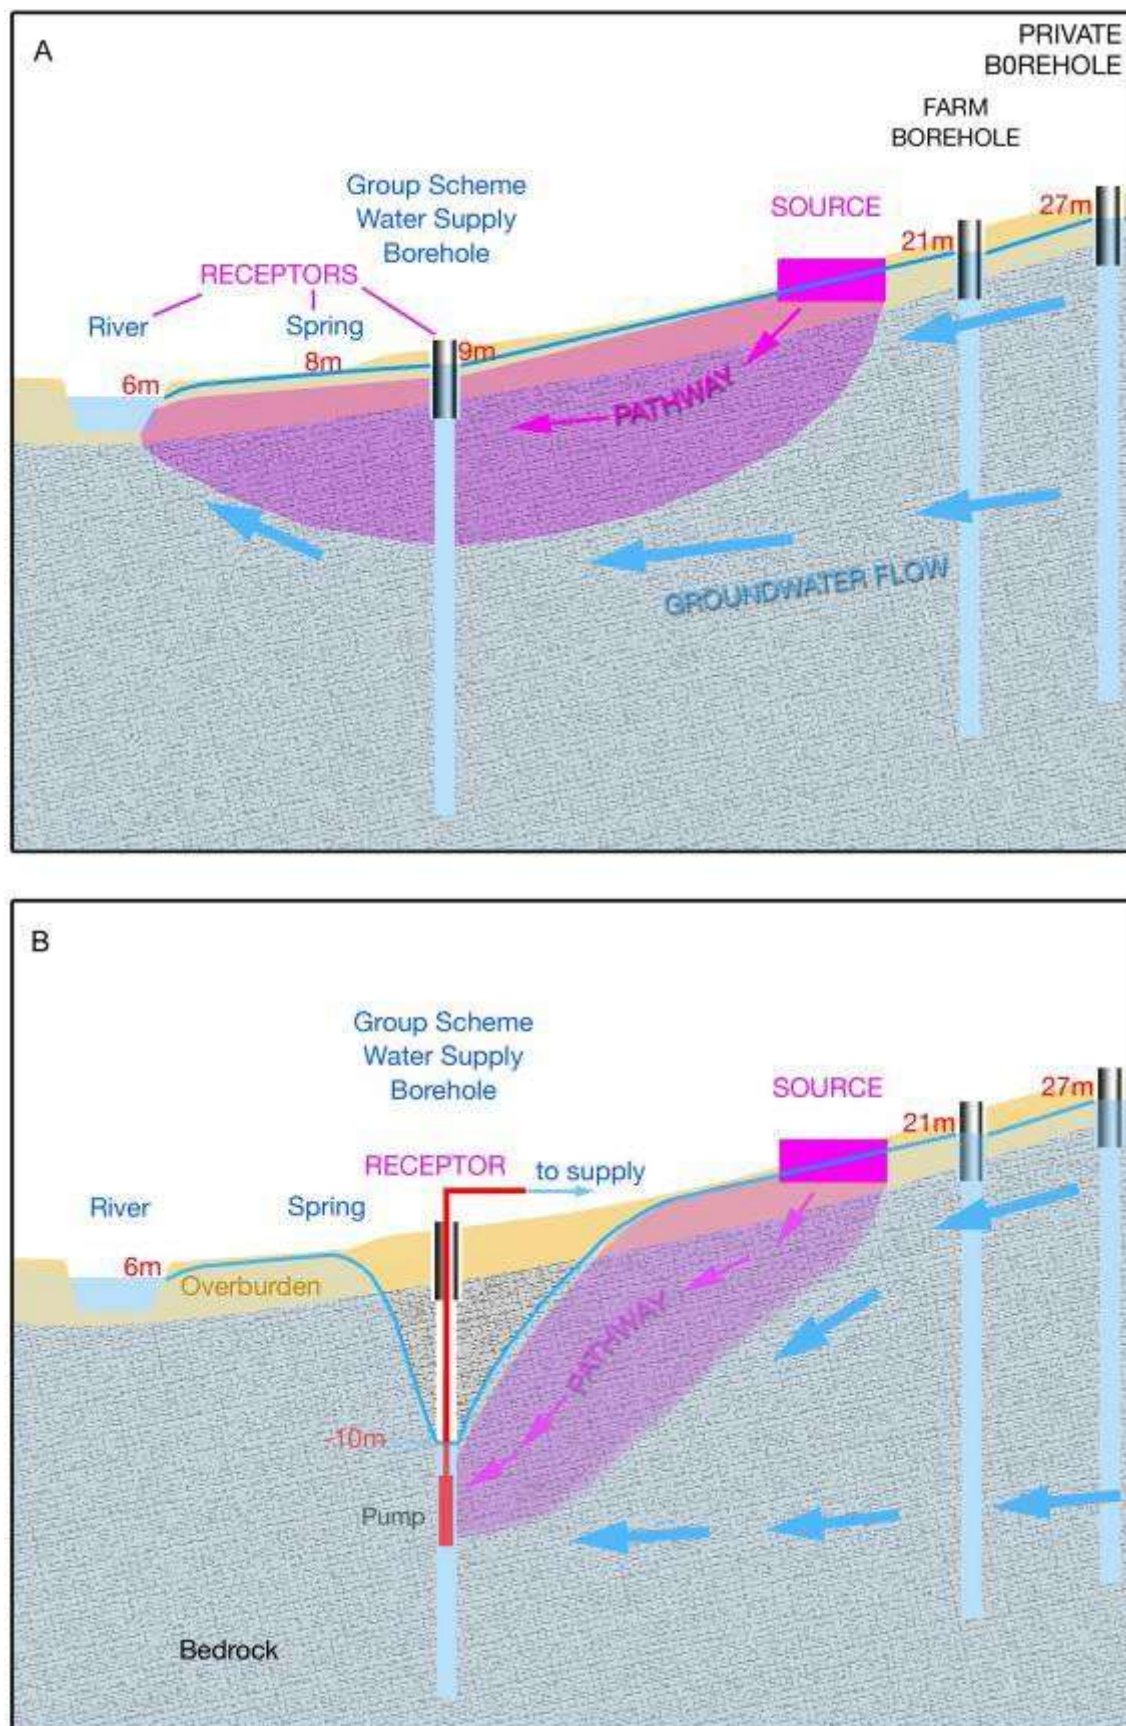 A
PRIVATE
B0REHOLE
FARM
BOREHOLE
Group Scheme
Water Supply
Borehole
SOURCE
27m
21m
RECEPTORS
River
Spring
8m
9m
6m
PATHWAY
GROUNDWATER FLOW
B
Group Scheme
Water Supply
Borehole
SOURCE
27m
21m
RECEPTOR
to supply
River
Spring
6m
Overburden
PATHWAY
-10m
Pump
Bedrock